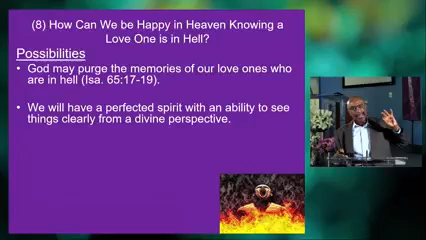 (8) How Can We be Happy in Heaven Knowing a
Love One is in Hell?
Possibilities
• God may purge the memories of our love ones who
are in hell (Isa. 65:17-19).
• We will have a perfected spirit with an ability to see
things clearly from a divine perspective.